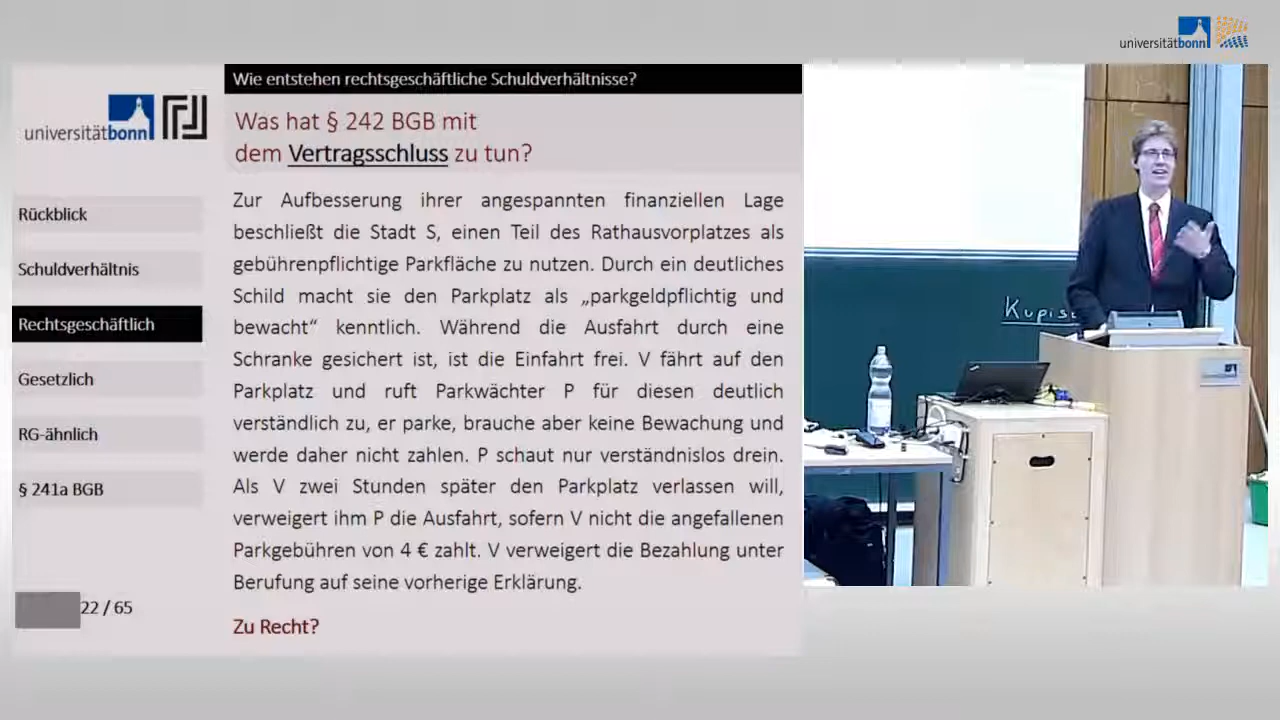 universitätbonn
Wie entstehen rechtsgeschäftliche Schuldverhältnisse?
universitätbonn
Was hat § 242 BGB mit
dem Vertragsschluss zu tun?
Rückblick
Schuldverhältnis
Rechtsgeschäftlich
Gesetzlich
RG-ähnlich
§ 241a BGB
22 / 65
Zur Aufbesserung ihrer angespannten finanziellen Lage
beschließt die Stadt S, einen Teil des Rathausvorplatzes als
gebührenpflichtige Parkfläche zu nutzen. Durch ein deutliches
Schild macht sie den Parkplatz als „parkgeldpflichtig und
bewacht“ kenntlich. Während die Ausfahrt durch eine
Schranke gesichert ist, ist die Einfahrt frei. V fährt auf den
Parkplatz und ruft Parkwächter P für diesen deutlich
verständlich zu, er parke, brauche aber keine Bewachung und
werde daher nicht zahlen. P schaut nur verständnislos drein.
Als V zwei Stunden später den Parkplatz verlassen will,
verweigert ihm P die Ausfahrt, sofern V nicht die angefallenen
Parkgebühren von 4 € zahlt. V verweigert die Bezahlung unter
Berufung auf seine vorherige Erklärung.
Zu Recht?